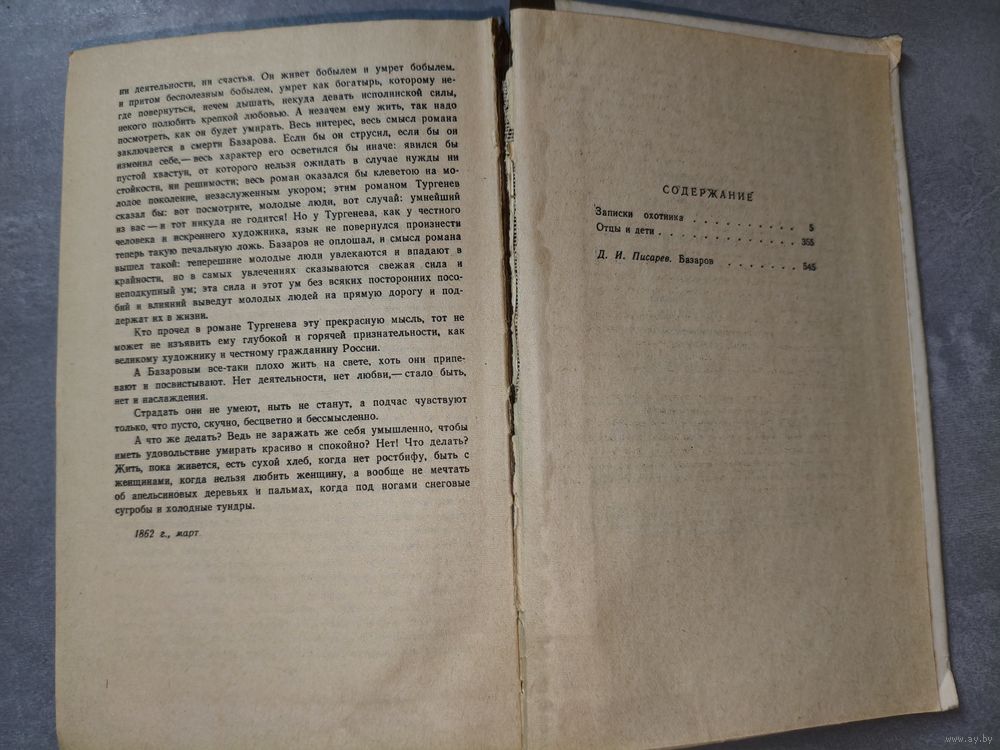 ни деятельности, ни счастья. Он живет бобылем и умрет бобылем,
и притом бесполезным бобылем, умрет как богатырь, которому не-
где повернуться, нечем дышать, некуда девать исполинской силы,
некого полюбить крепкой любовью. А незачем ему жить, так надо
посмотреть, как он будет умирать. Весь интерес, весь смысл романа
заключается в смерти Базарова. Если бы он струсил, если бы он
изменил себе,— весь характер его осветился бы иначе: явился бы
пустой хвастун, от которого нельзя ожидать в случае нужды ни
стойкости, ни решимости; весь роман оказался бы клеветою на мо-
лодое поколение, незаслуженным укором; этим романом Тургенев
сказал бы: вот посмотрите, молодые люди, вот случай: умнейший
из вас — и тот никуда не годится! Но у Тургенева, как у честного
человека и искреннего художника, язык не повернулся произнести
теперь такую печальную ложь. Базаров не оплошал, и смысл романа
вышел такой: теперешние молодые люди увлекаются и впадают в
крайности, но в самых увлечениях сказываются свежая сила и
неподкупный ум; эта сила и этот ум без всяких посторонних посо-
бий и влияний выведут молодых людей на прямую дорогу и под-
держат их в жизни.
Кто прочел в романе Тургенева эту прекрасную мысль, тот не
может не изъявить ему глубокой и горячей признательности, как
великому художнику и честному гражданину России.
А Базаровым все-таки плохо жить на свете, хоть они припе-
вают и посвистывают. Нет деятельности, нет любви,— стало быть,
нет и наслаждения.
Страдать они не умеют, ныть не станут, а подчас чувствуют
только, что пусто, скучно, бесцветно и бессмысленно.
А что же делать? Ведь не заражать же себя умышленно, чтобы
иметь удовольствие умирать красиво и спокойно? Нет! Что делать?
Жить, пока живется, есть сухой хлеб, когда нет ростбифу, быть с
женщинами, когда нельзя любить женщину, а вообще не мечтать
об апельсиновых деревьях и пальмах, когда под ногами снеговые
сугробы и холодные тундры.
1862 г., март
СОДЕРЖАНИЕ
Записки охотника . . . . . . . . 5
Отцы и дети . . . . . . . . . . . 355
Д. И. Писарев. Базаров . . . . . . . 545
www.ay.by